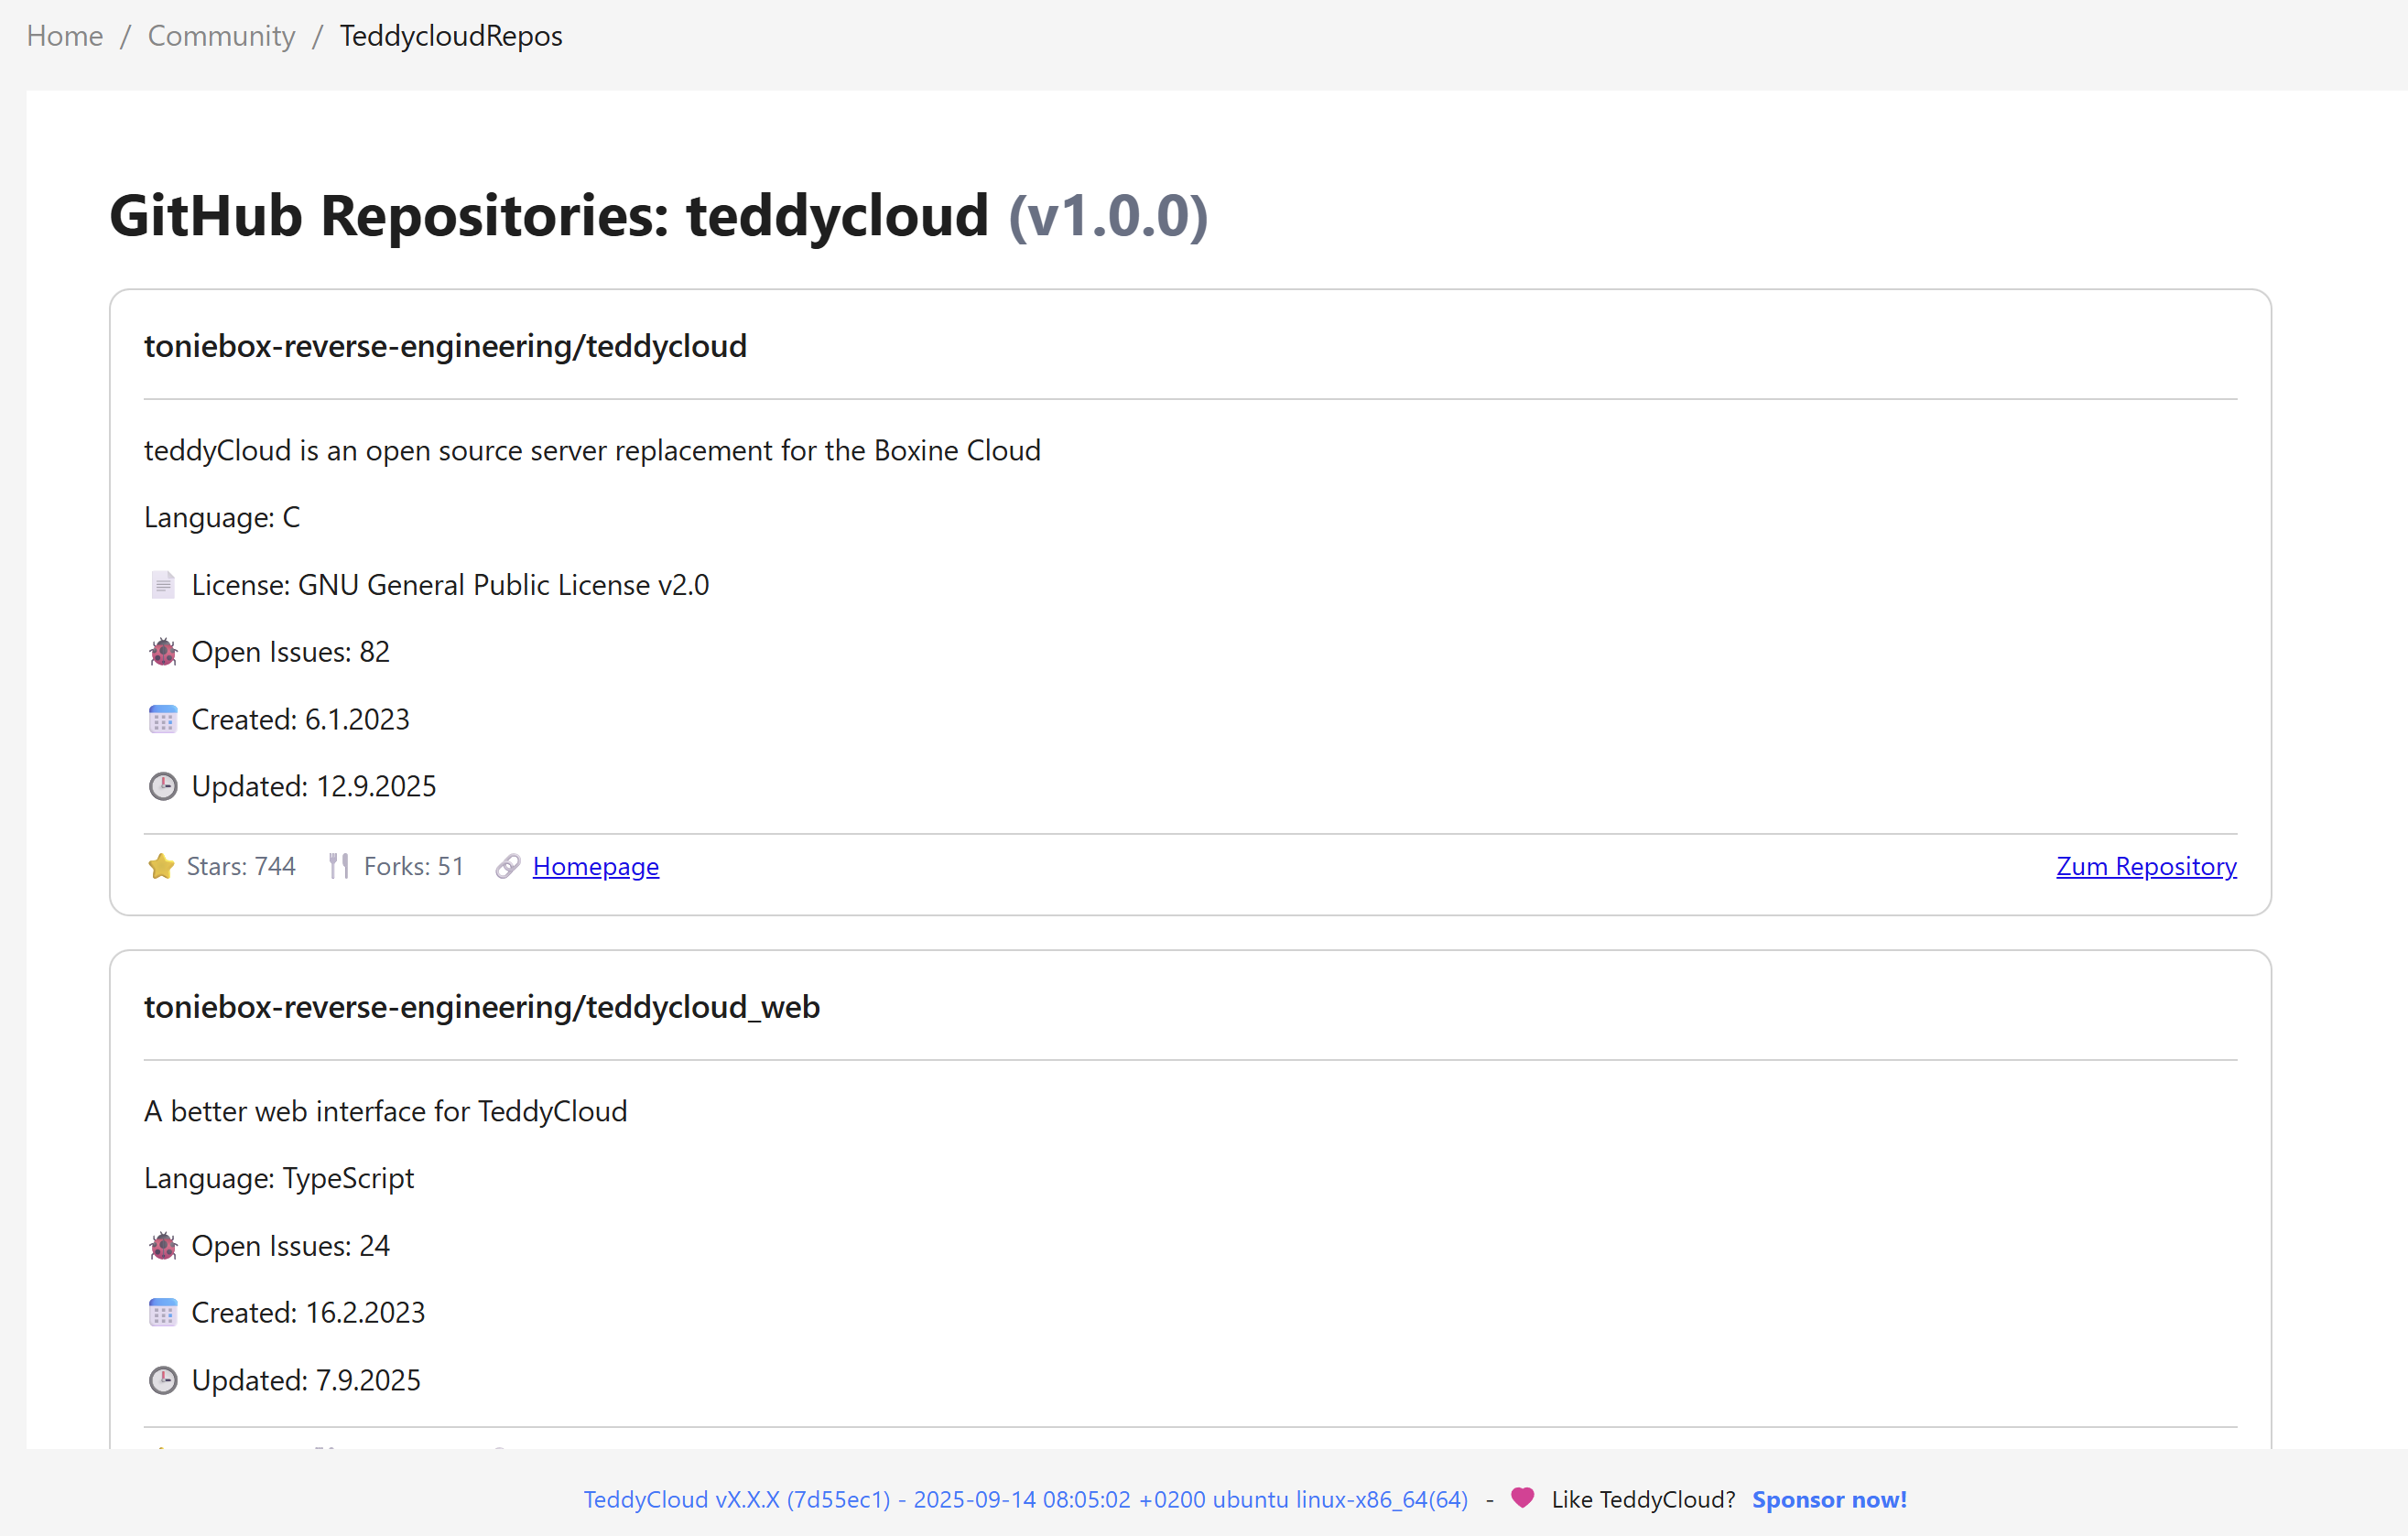 Home / Community / TeddycloudRepos
GitHub Repositories: teddycloud (v1.0.0)
toniebox-reverse-engineering/teddycloud
teddyCloud is an open source server replacement for the Boxine Cloud
Language: C
License: GNU General Public License v2.0
Open Issues: 82
Created: 6.1.2023
Updated: 12.9.2025
Stars: 744 Forks: 51 Homepage Zum Repository
toniebox-reverse-engineering/teddycloud_web
A better web interface for TeddyCloud
Language: TypeScript
Open Issues: 24
Created: 16.2.2023
Updated: 7.9.2025
TeddyCloud vX.X.X (7d55ec1) - 2025-09-14 08:05:02 +0200 ubuntu linux-x86_64(64) - Like TeddyCloud? Sponsor now!